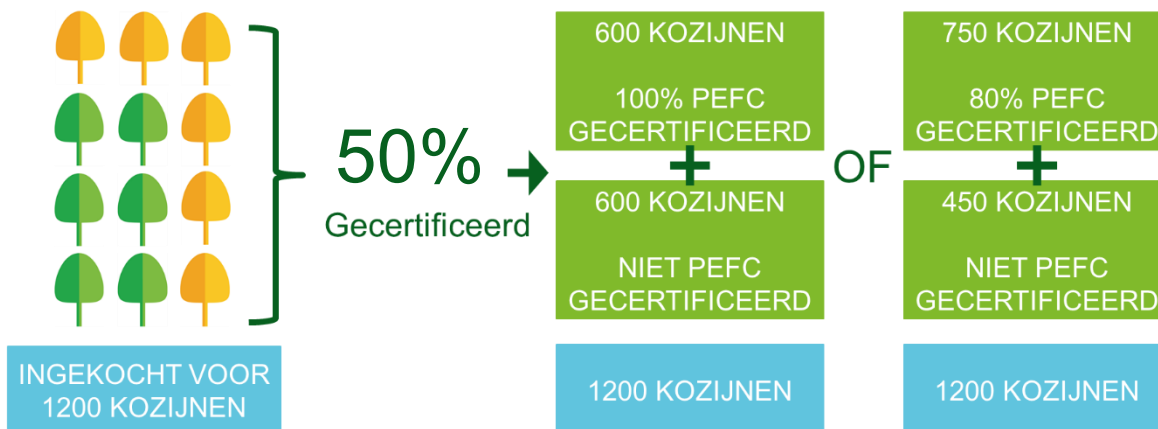 INGEKOCHT VOOR
1200 KOZIJNEN
50%
Gecertificeerd
600 KOZIJNEN
100% PEFC
GECERTIFICEERD
+
600 KOZIJNEN
NIET PEFC
GECERTIFICEERD
1200 KOZIJNEN
OF
750 KOZIJNEN
80% PEFC
GECERTIFICEERD
+
450 KOZIJNEN
NIET PEFC
GECERTIFICEERD
1200 KOZIJNEN